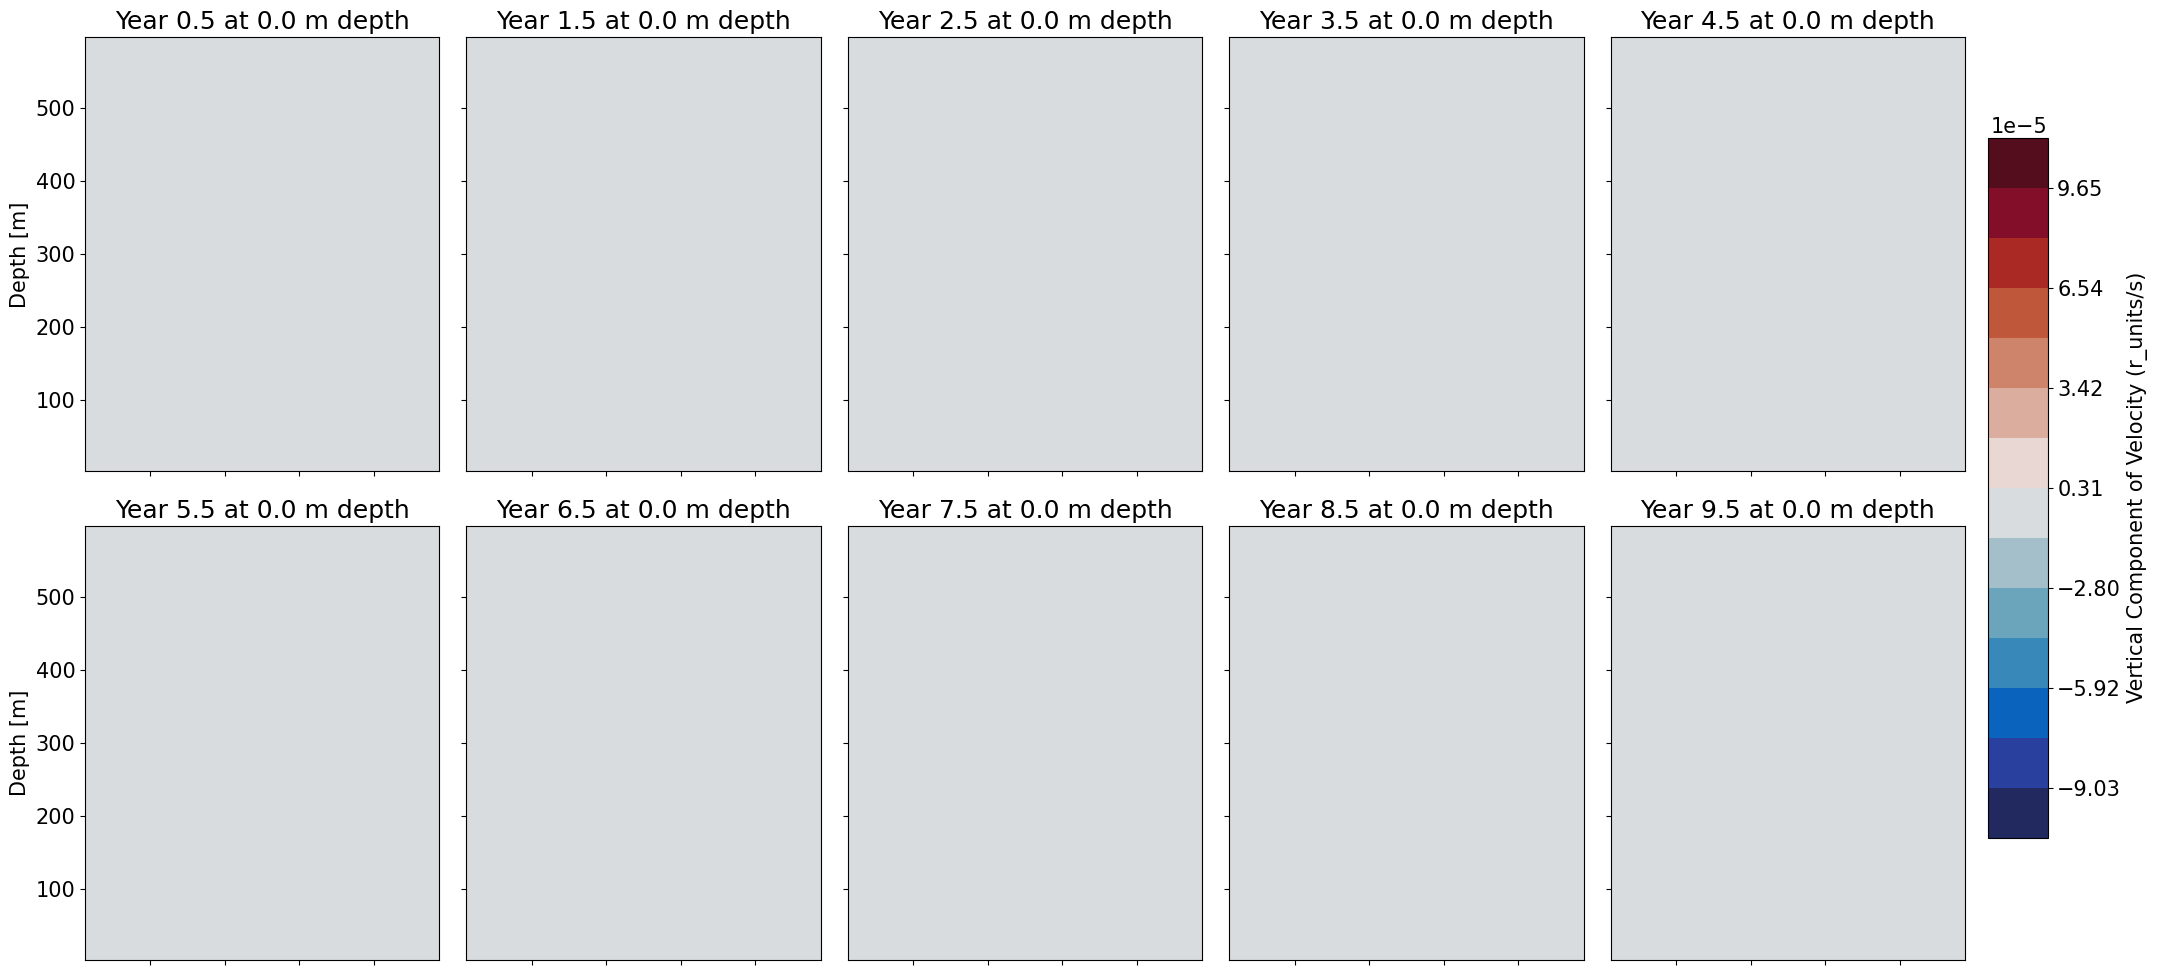 Year 0.5 at 0.0 m depth
Year 1.5 at 0.0 m depth
Year 2.5 at 0.0 m depth
Year 3.5 at 0.0 m depth
Year 4.5 at 0.0 m depth
500
400
300
200
100
Depth [m]
Year 5.5 at 0.0 m depth
Year 6.5 at 0.0 m depth
Year 7.5 at 0.0 m depth
Year 8.5 at 0.0 m depth
Year 9.5 at 0.0 m depth
500
400
300
200
100
Depth [m]
1e−5
9.65
6.54
3.42
0.31
−2.80
−5.92
−9.03
Vertical Component of Velocity (r_units/s)